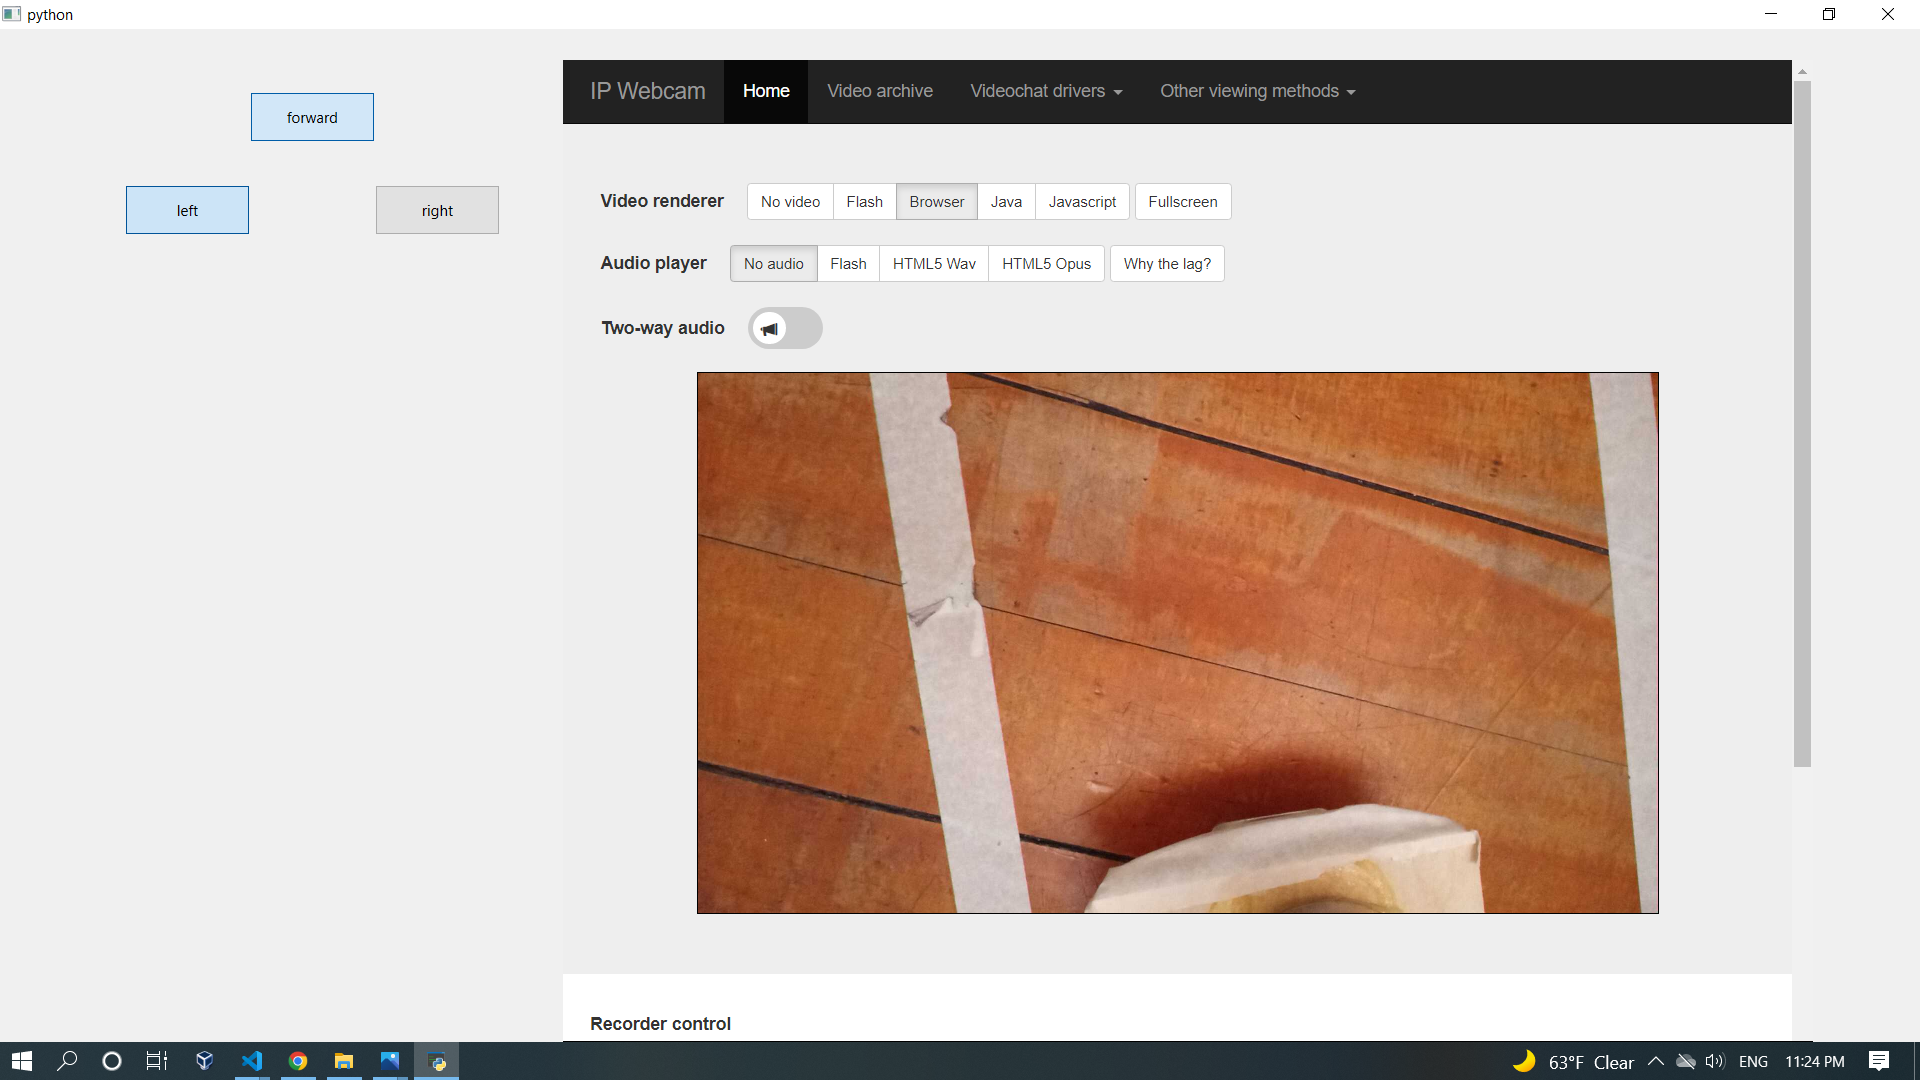 python
forward
left
right
IP Webcam Home Video archive Videochat drivers Other viewing methods
Video renderer No video Flash Browser Java Javascript Fullscreen
Audio player No audio Flash HTML5 Wav HTML5 Opus Why the lag?
Two-way audio
Recorder control
63°F Clear ENG 11:24 PM